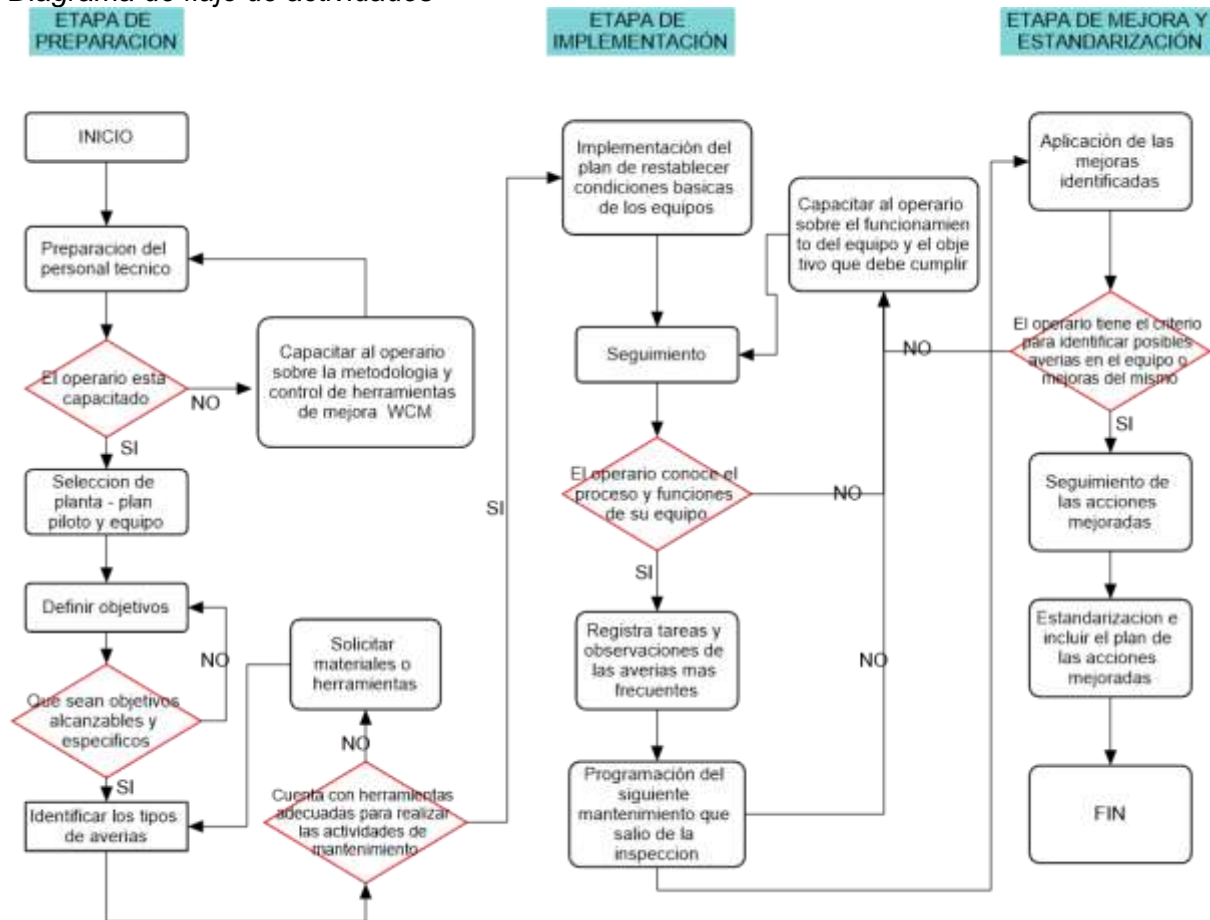 Diagrama de flujo de actividades
ETAPA DE
PREPARACION
INICIO
Preparacion del
personal tecnico
El operario esta
capacitado
NO
Capacitar al operario
sobre la metodologia y
control de herramientas
de mejora WCM
SI
Seleccion de
planta - plan
piloto y equipo
Definir objetivos
NO
Que sean objetivos
alcanzables y
especificos
SI
Identificar los tipos
de averias
Solicitar
materiales o
herramientas
NO
Cuenta con herramientas
adecuadas para realizar
las actividades de
mantenimiento
SI
ETAPA DE
IMPLEMENTACIÓN
Implementación del
plan de restablecer
condiciones basicas
de los equipos
Capacitar al operario
sobre el funcionamien
to del equipo y el obje
tivo que debe cumplir
Seguimiento
El operario conoce el
proceso y funciones
de su equipo
NO
SI
Registra tareas y
observaciones de
las averias mas
frecuentes
NO
Programación del
siguiente
mantenimiento que
salio de la
inspeccion
ETAPA DE MEJORA Y
ESTANDARIZACIÓN
Aplicación de las
mejoras
identificadas
NO
El operario tiene el criterio
para identificar posibles
averias en el equipo o
mejoras del mismo
SI
Seguimiento de
las acciones
mejoradas
Estandarizacion e
incluir el plan de
las acciones
mejoradas
FIN